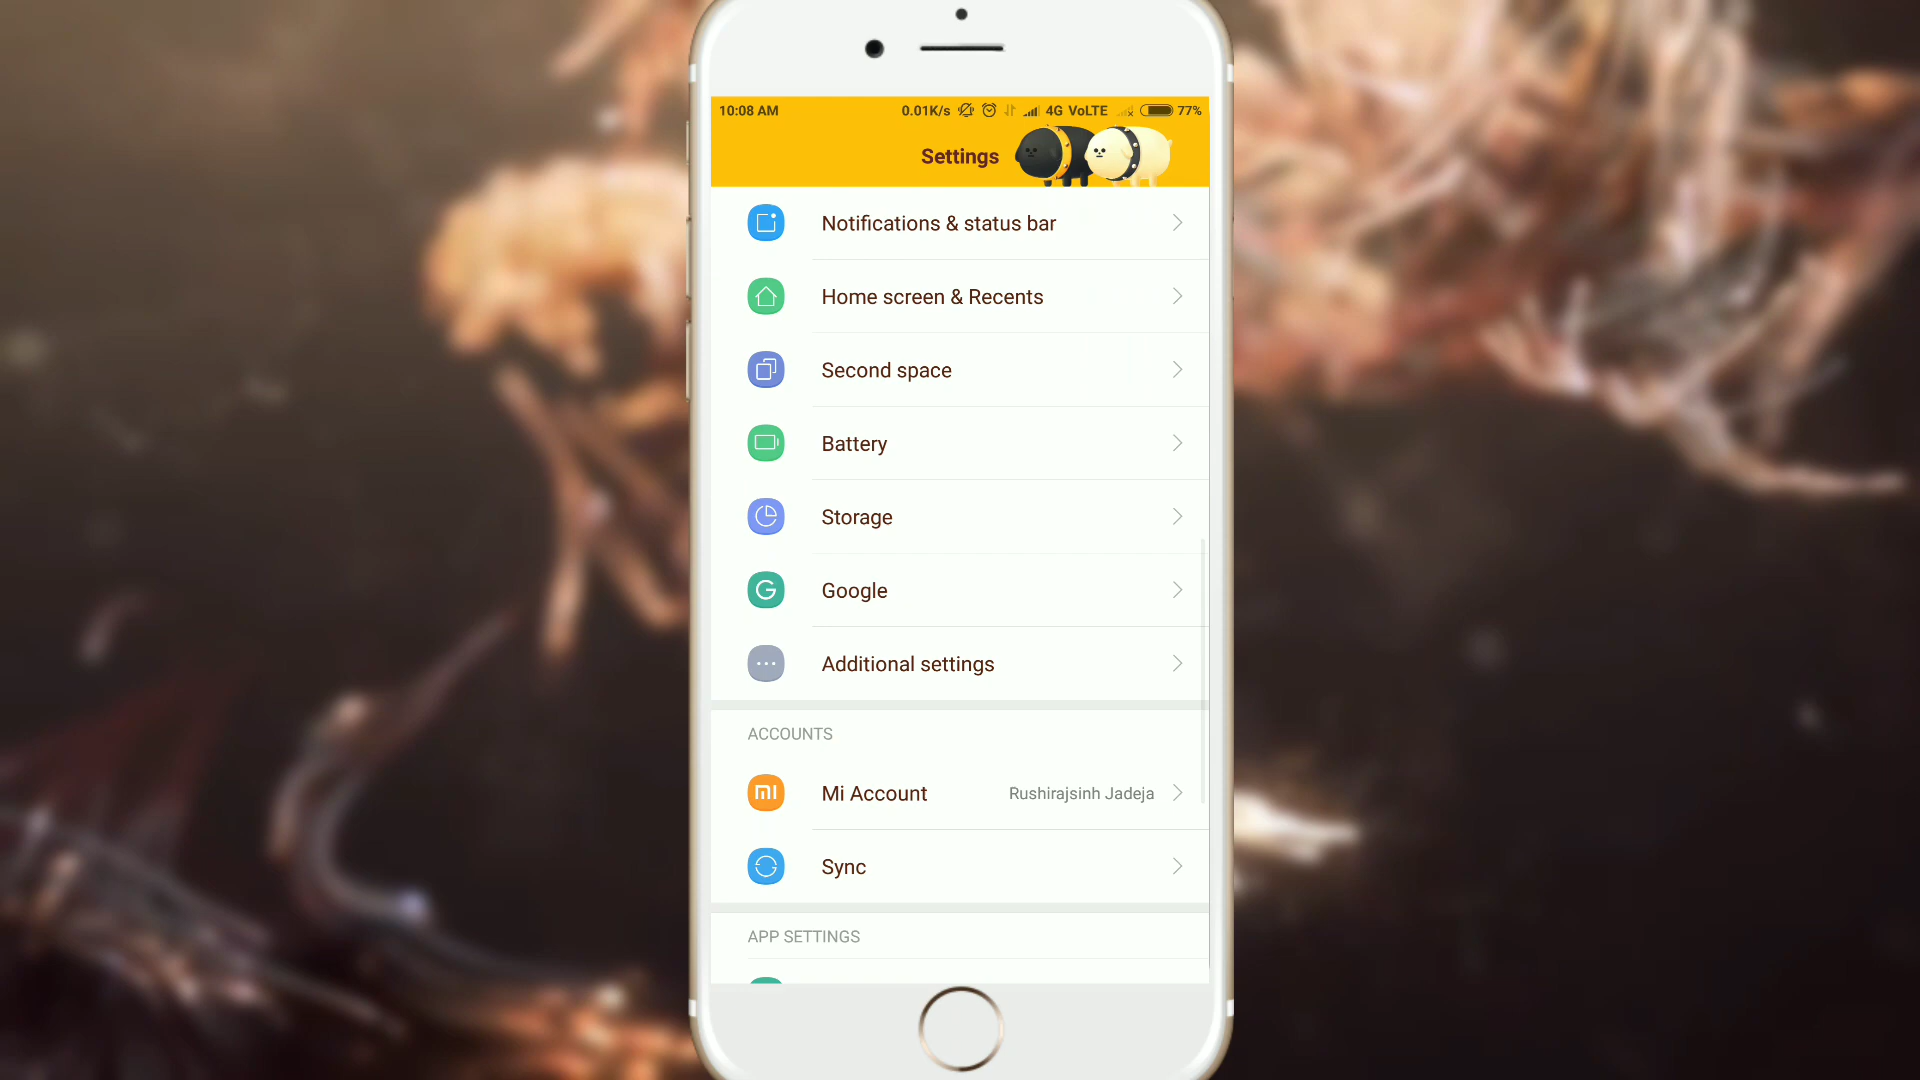 10:08 AM 0.01K/s 4G VoLTE 77%
Settings
Notifications & status bar
Home screen & Recents
Second space
Battery
Storage
Google
Additional settings
ACCOUNTS
Mi Account Rushirajsinh Jadeja
Sync
APP SETTINGS